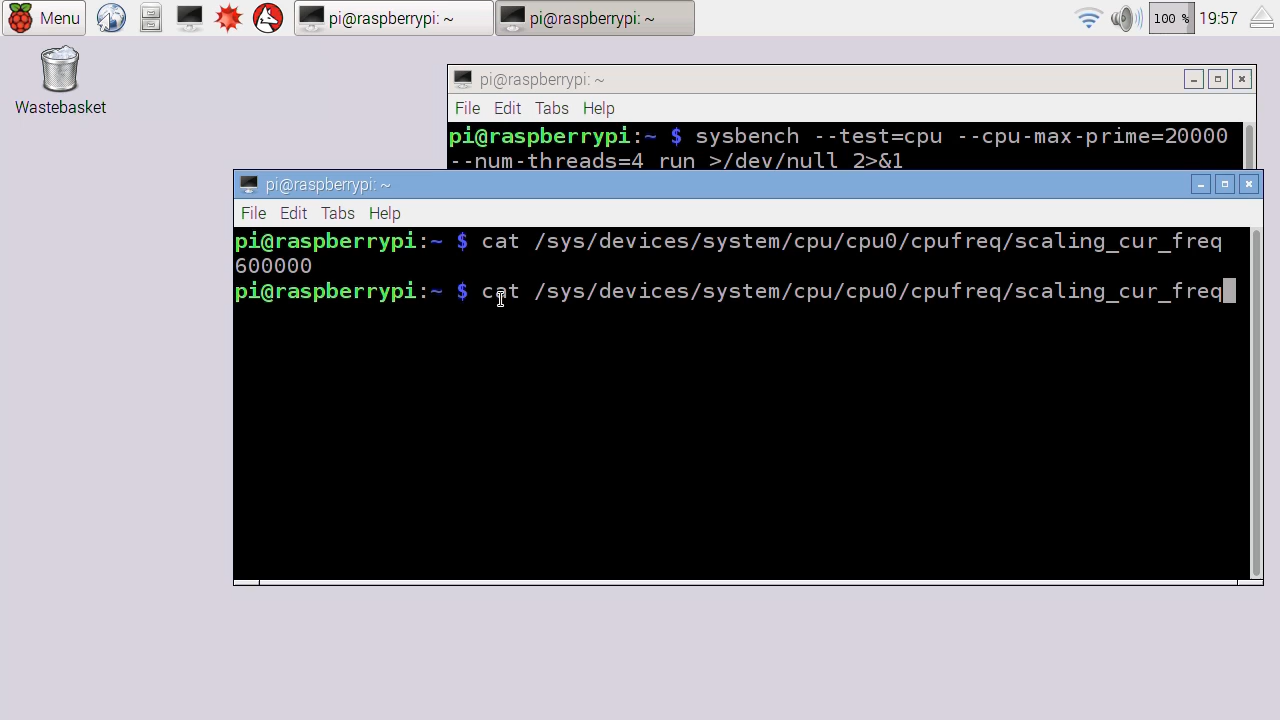 Menu
pi@raspberrypi: ~
pi@raspberrypi: ~
100 %
19:57
Wastebasket
pi@raspberrypi: ~
File Edit Tabs Help
pi@raspberrypi:~ $ sysbench --test=cpu --cpu-max-prime=20000
--num-threads=4 run >/dev/null 2>&1
pi@raspberrypi: ~
File Edit Tabs Help
pi@raspberrypi:~ $ cat /sys/devices/system/cpu/cpu0/cpufreq/scaling_cur_freq
600000
pi@raspberrypi:~ $ cat /sys/devices/system/cpu/cpu0/cpufreq/scaling_cur_freq